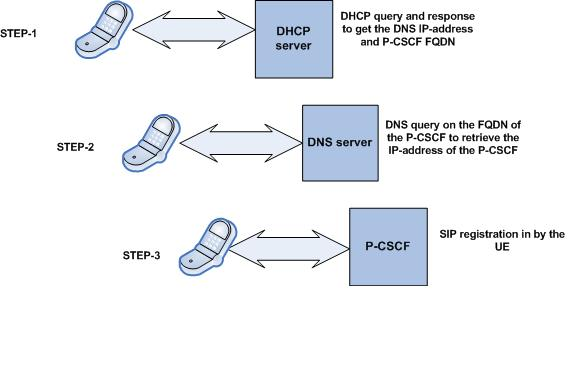 STEP-1
DHCP
server
DHCP query and response
to get the DNS IP-address
and P-CSCF FQDN
STEP-2
DNS server
DNS query on the FQDN of
the P-CSCF to retrieve the
IP-address of the P-CSCF
STEP-3
P-CSCF
SIP registration in by the
UE